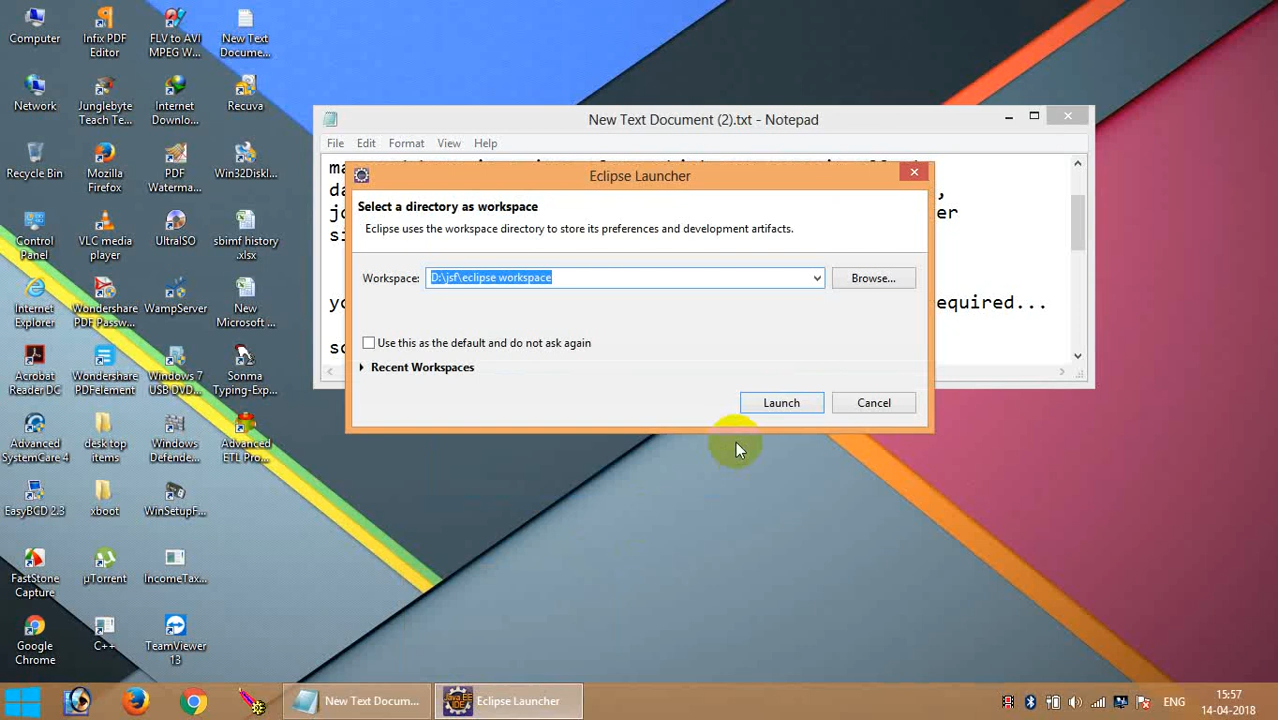 Computer
Infix PDF
Editor
FLV to AVI
MPEG W...
New Text
Docume...
Network
Junglebyte
Teach Te...
Internet
Downlo...
Recuva
Recycle Bin
Mozilla
Firefox
PDF
Waterma...
Win32Diskl...
Control
Panel
VLC media
player
UltraISO
sbimf history
.xlsx
Internet
Explorer
Wondershare
PDF Passw...
WampServer
New
Microsoft ...
Acrobat
Reader DC
Wondershare
PDFelement
Windows 7
USB DVD...
Sonma
Typing-Exp...
Advanced
SystemCare 4
desk top
items
Windows
Defende...
Advanced
ETL Pro...
EasyBCD 2.3
xboot
WinSetupF...
FastStone
Capture
µTorrent
IncomeTax...
Google
Chrome
C++
TeamViewer
13
New Text Document (2).txt - Notepad
File Edit Format View Help
equired...
Eclipse Launcher
Select a directory as workspace
Eclipse uses the workspace directory to store its preferences and development artifacts.
Workspace: D:\jsf\eclipse workspace Browse...
Use this as the default and do not ask again
Recent Workspaces
Launch Cancel
New Text Docum...
Java EE
IDE
Eclipse Launcher
ENG
15:57
14-04-2018